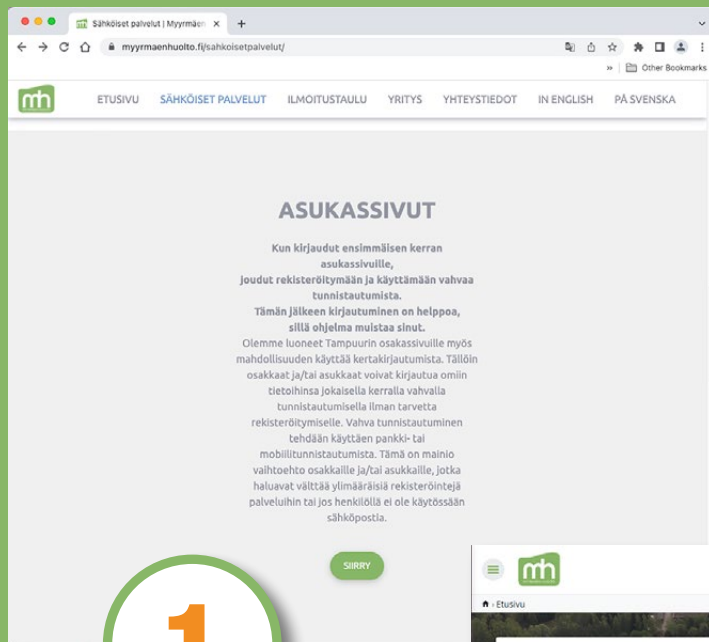 Sähköiset palvelut | Myyrmäen
myyrmaenhuolto.fi/sahkoisetpalvelut/
» Other Bookmarks
mh ETUSIVU SÄHKÖISET PALVELUT ILMOITUSTAULU YRITYS YHTEYSTIEDOT IN ENGLISH PÅ SVENSKA
ASUKASSIVUT
Kun kirjaudut ensimmäisen kerran
asukassivuille,
joudut rekisteröitymään ja käyttämään vahvaa
tunnistautumista.
Tämän jälkeen kirjautuminen on helppoa,
sillä ohjelma muistaa sinut.
Olemme luoneet Tampuurin osakassivuille myös
mahdollisuuden käyttää kertakirjautumista. Tällöin
osakkaat ja/tai asukkaat voivat kirjautua omiin
tietoihinsa jokaisella kerralla vahvalla
tunnistautumisella ilman tarvetta
rekisteröitymiselle. Vahva tunnistautuminen
tehdään käyttäen pankki- tai
mobiilitunnistautumista. Tämä on mainio
vaihtoehto osakkaille ja/tai asukkaille, jotka
haluavat välttää ylimääräisiä rekisteröintejä
palveluihin tai jos henkilöllä ei ole käytössään
sähköpostia.
SIIRRY
1
mh
› Etusivu